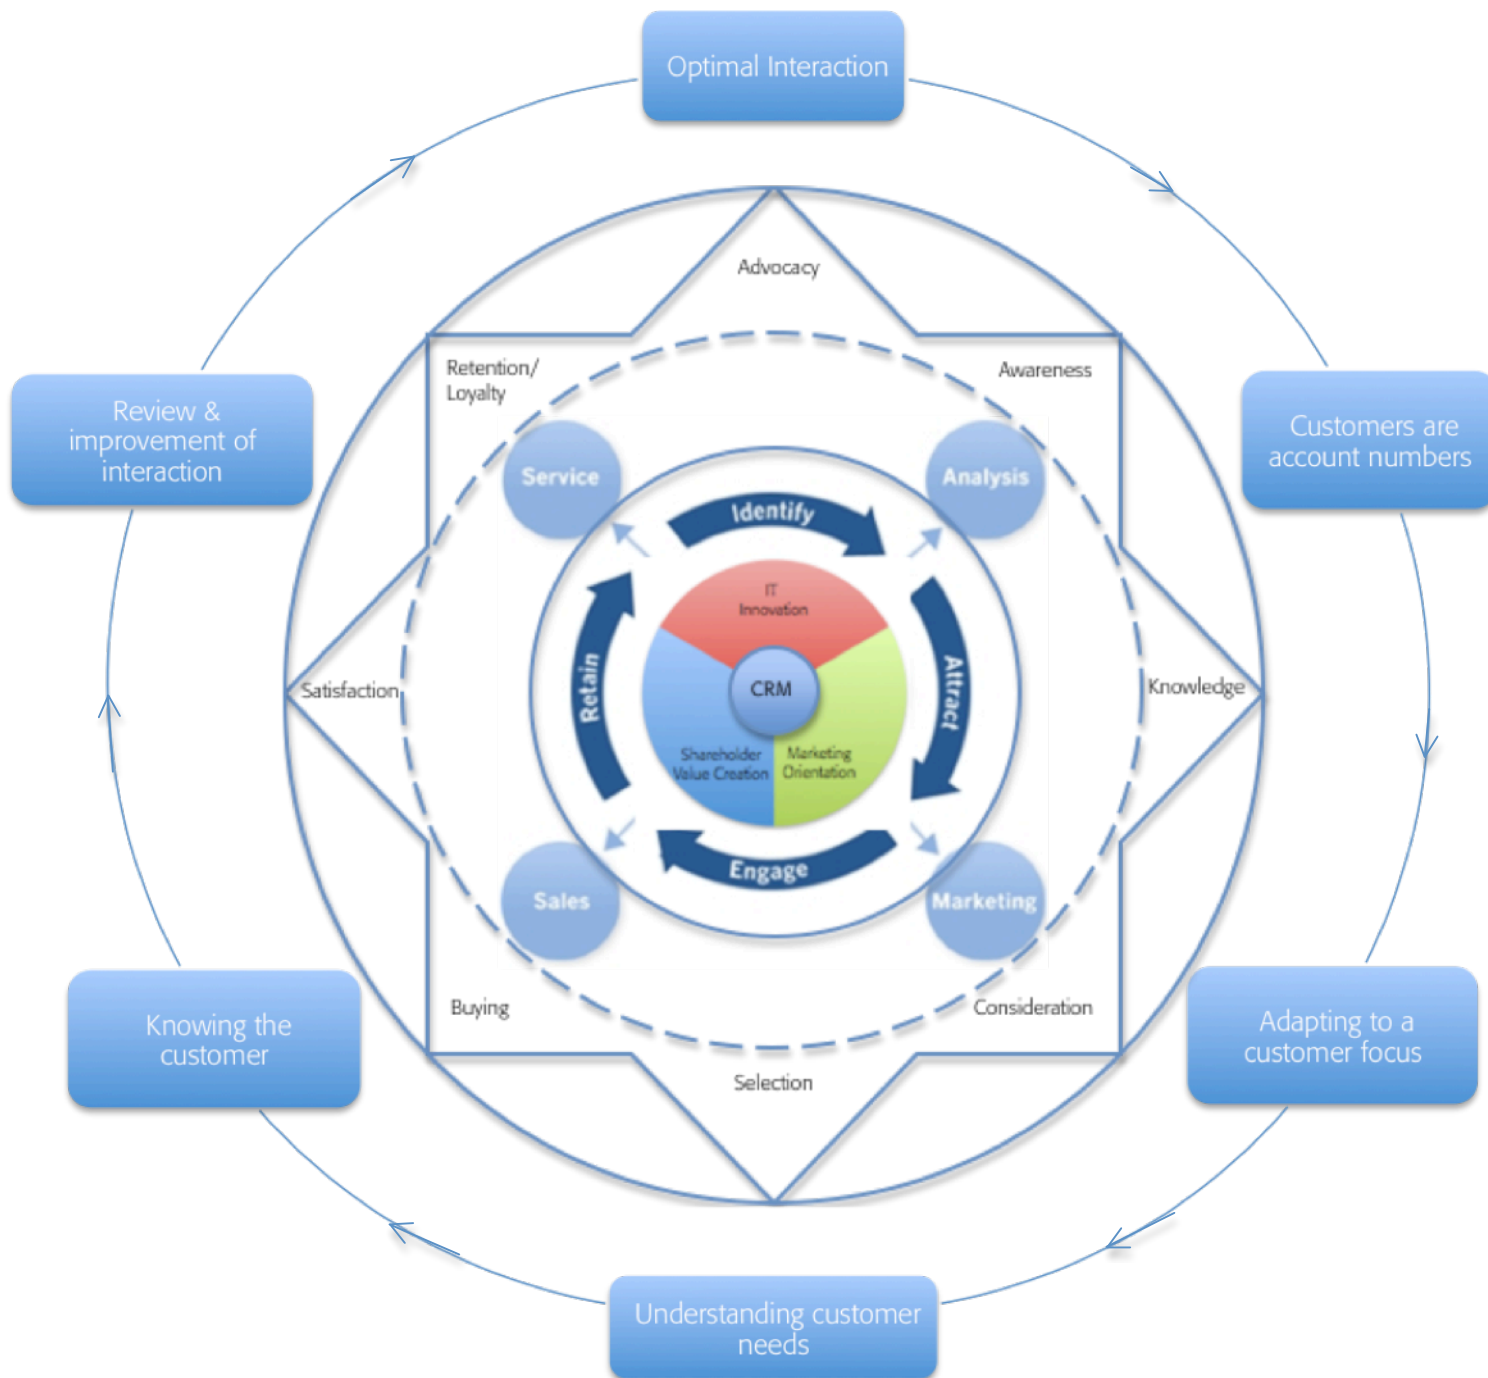 Optimal Interaction
Advocacy
Retention/
Loyalty
Awareness
Review &
improvement of
interaction
Customers are
account numbers
Service
Analysis
Identify
IT
Innovation
Retain
Attract
Satisfaction
CRM
Knowledge
Shareholder
Value Creation
Marketing
Orientation
Engage
Sales
Marketing
Buying
Consideration
Knowing the
customer
Adapting to a
customer focus
Selection
Understanding customer
needs